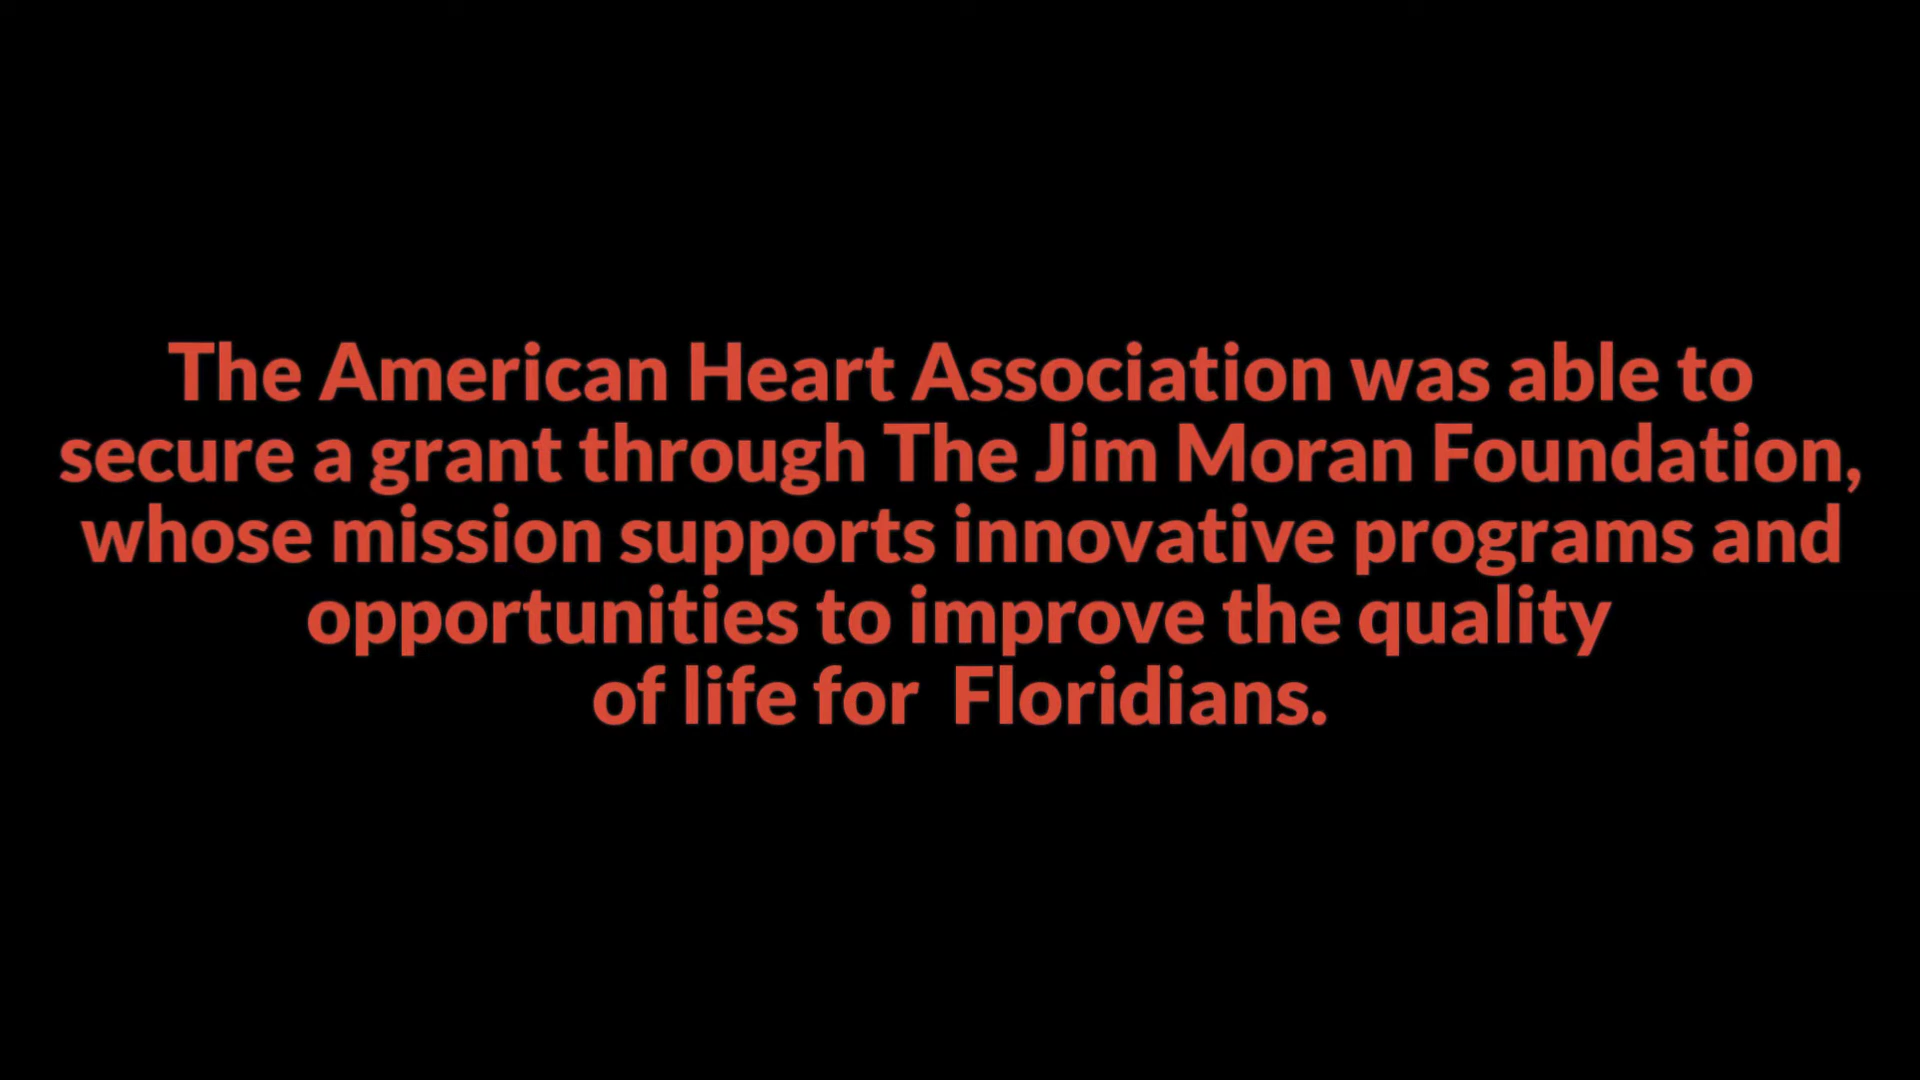 The American Heart Association was able to
secure a grant through The Jim Moran Foundation,
whose mission supports innovative programs and
opportunities to improve the quality
of life for  Floridians.